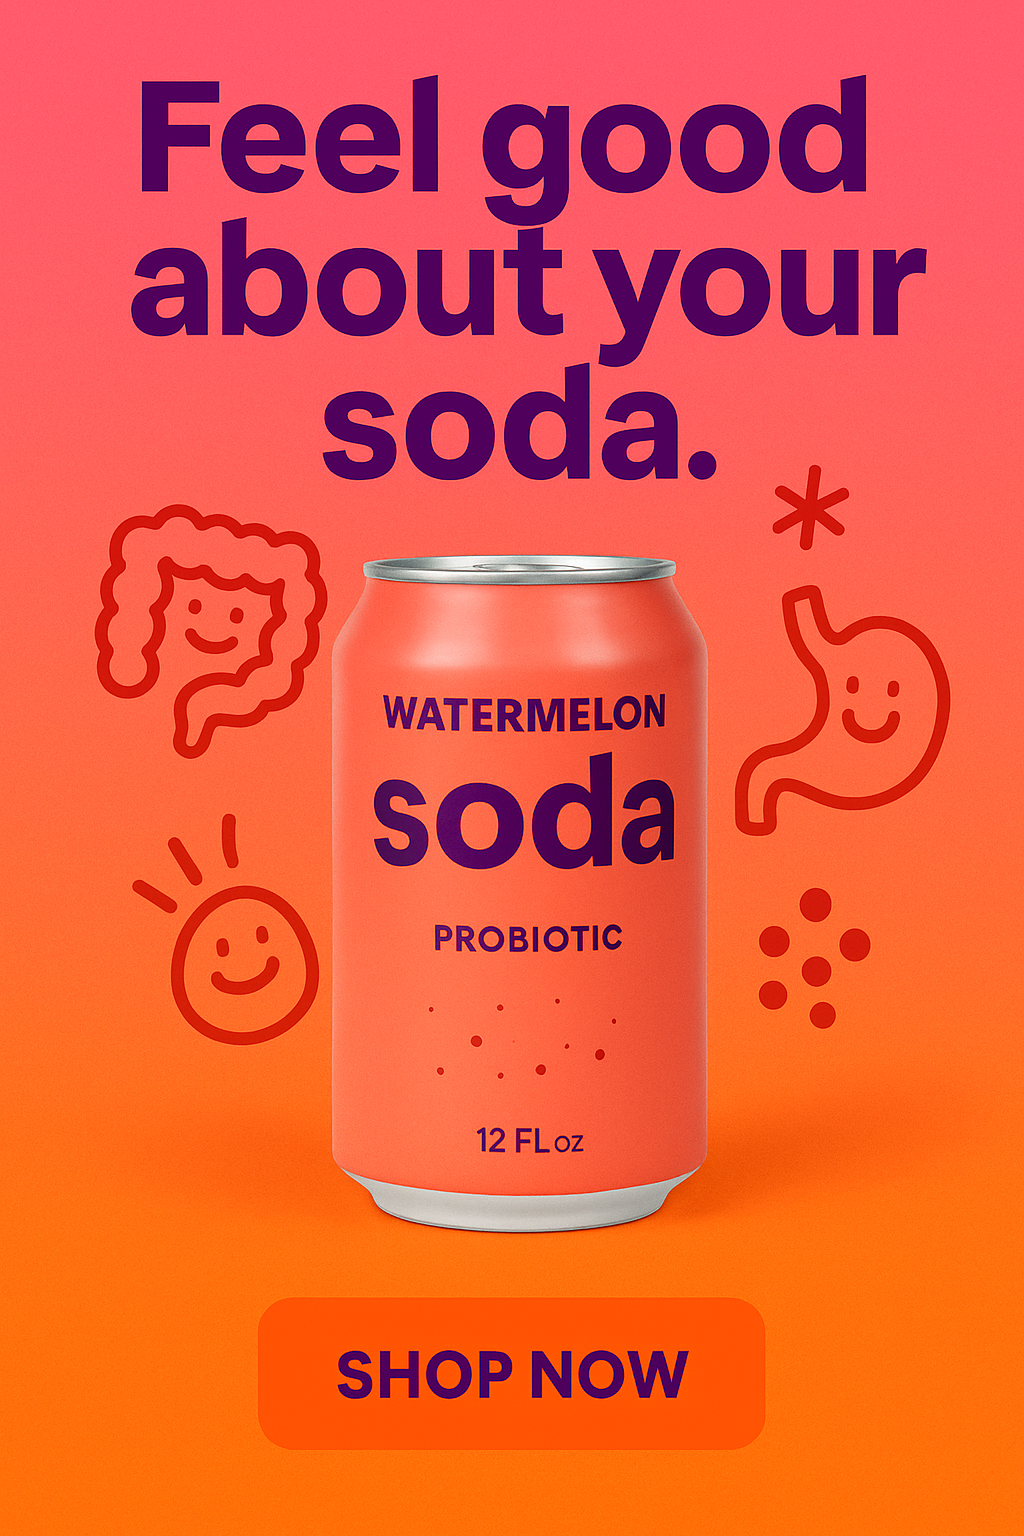 Feel good
about your
soda.
WATERMELON
soda
PROBIOTIC
12 FL oz
SHOP NOW